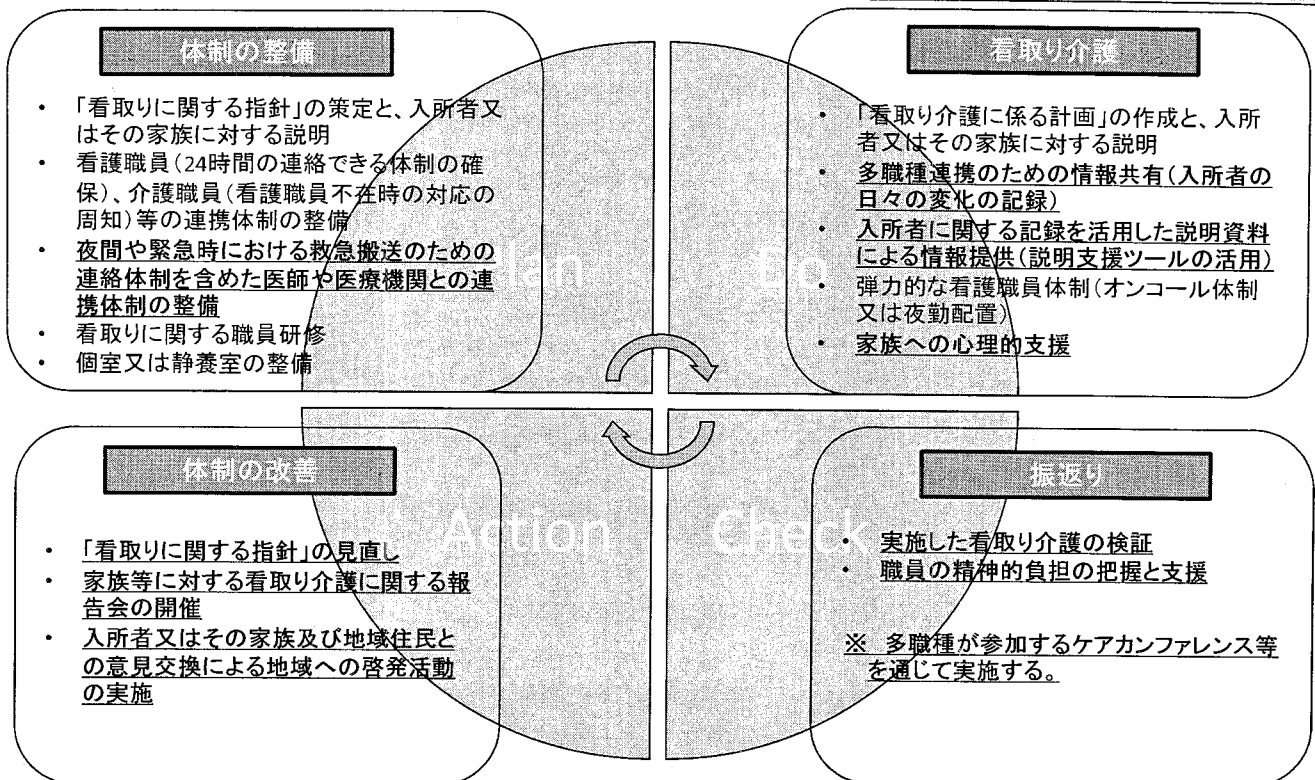 体制の整備
・ 「看取りに関する指針」の策定と、入所者又
はその家族に対する説明
・ 看護職員(24時間の連絡できる体制の確
保)、介護職員(看護職員不在時の対応の
周知)等の連携体制の整備
・ 夜間や緊急時における救急搬送のための
連絡体制を含めた医師や医療機関との連
携体制の整備
・ 看取りに関する職員研修
・ 個室又は静養室の整備
Plan
看取り介護
・ 「看取り介護に係る計画」の作成と、入所
者又はその家族に対する説明
・ 多職種連携のための情報共有(入所者の
日々の変化の記録)
・ 入所者に関する記録を活用した説明資料
による情報提供(説明支援ツールの活用)
・ 弾力的な看護職員体制(オンコール体制
又は夜勤配置)
・ 家族への心理的支援
Do
体制の改善
・ 「看取りに関する指針」の見直し
・ 家族等に対する看取り介護に関する報
告会の開催
・ 入所者又はその家族及び地域住民と
の意見交換による地域への啓発活動
の実施
Action
振返り
・ 実施した看取り介護の検証
・ 職員の精神的負担の把握と支援
※ 多職種が参加するケアカンファレンス等
を通じて実施する。
Check